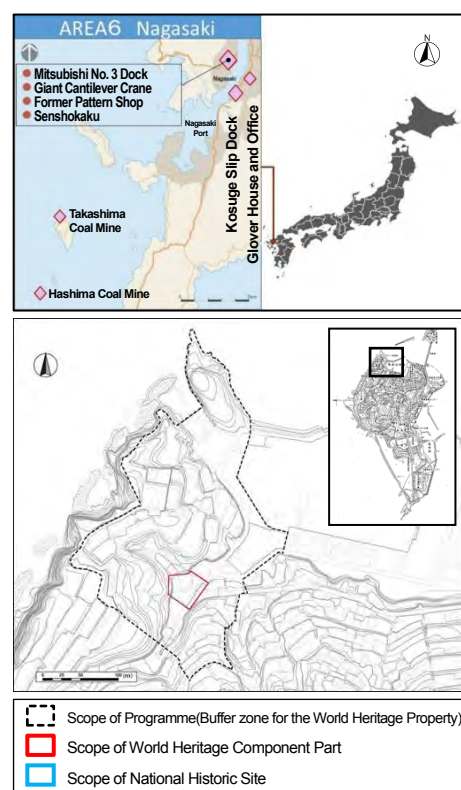 AREA6 Nagasaki
N
Mitsubishi No. 3 Dock
Giant Cantilever Crane
Former Pattern Shop
Senshokaku
Nagasaki
Nagasaki
Port
Kosuge Slip Dock
Glover House and Office
Takashima
Coal Mine
Hashima Coal Mine
Scope of Programme(Buffer zone for the World Heritage Property)
Scope of World Heritage Component Part
Scope of National Historic Site